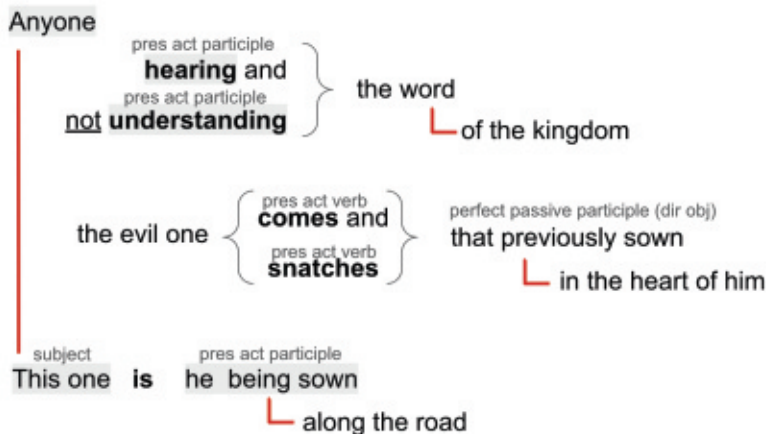 Anyone
pres act participle
hearing and
pres act participle
not understanding
the word
of the kingdom
the evil one
pres act verb
comes and
pres act verb
snatches
perfect passive participle (dir obj)
that previously sown
in the heart of him
subject
pres act participle
This one is he being sown
along the road